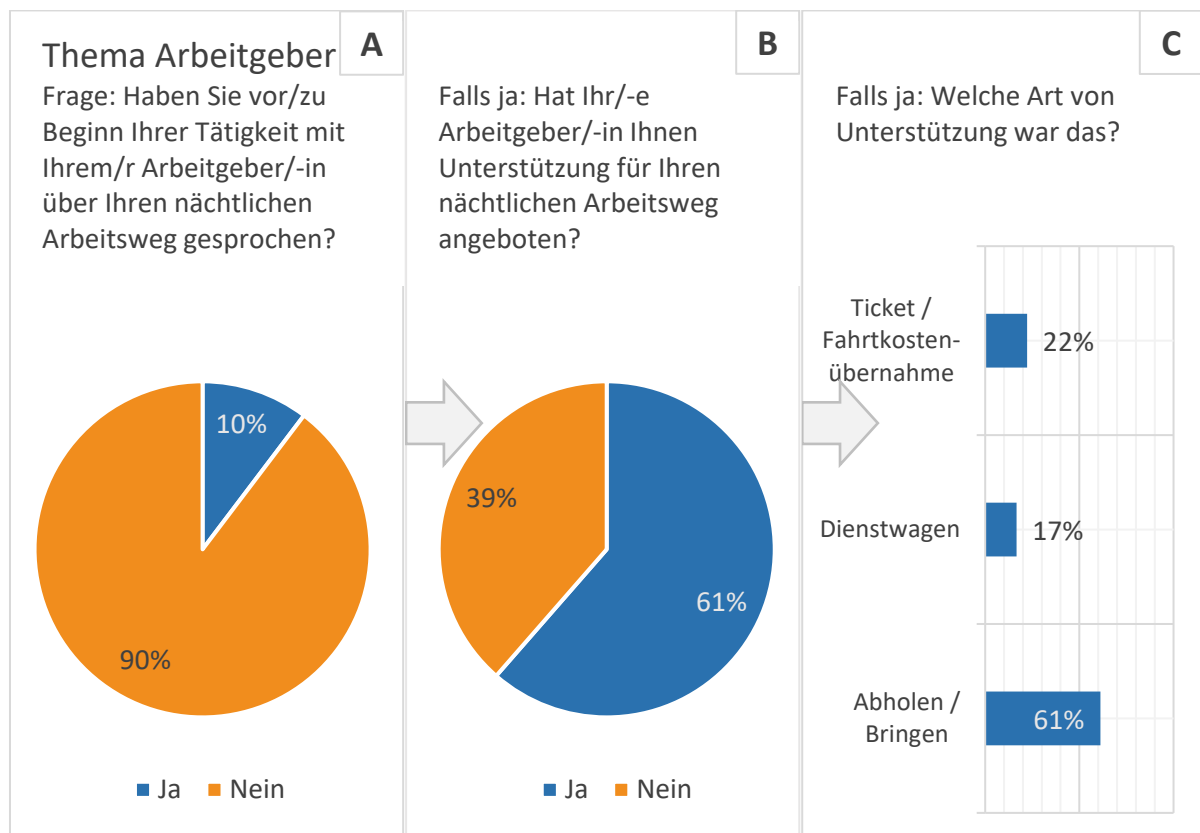 Thema Arbeitgeber
A
Frage: Haben Sie vor/zu
Beginn Ihrer Tätigkeit mit
Ihrem/r Arbeitgeber/-in
über Ihren nächtlichen
Arbeitsweg gesprochen?
10%
90%
Ja
Nein
B
Falls ja: Hat Ihr/-e
Arbeitgeber/-in Ihnen
Unterstützung für Ihren
nächtlichen Arbeitsweg
angeboten?
39%
61%
Ja
Nein
C
Falls ja: Welche Art von
Unterstützung war das?
Ticket /
Fahrtkosten-
übernahme
22%
Dienstwagen
17%
Abholen /
Bringen
61%